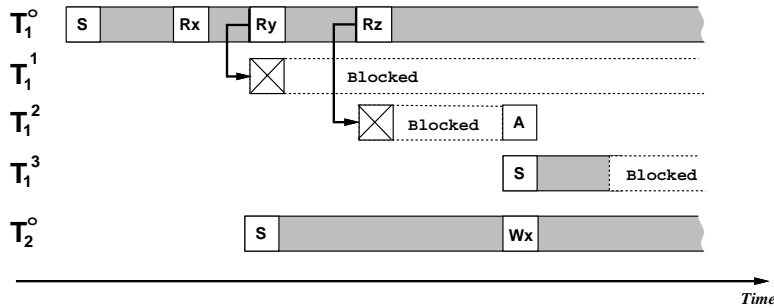 T₁° S Rx Ry Rz
T₁¹ Blocked
T₁² Blocked A
T₁³ S Blocked
T₂° S Wx
Time